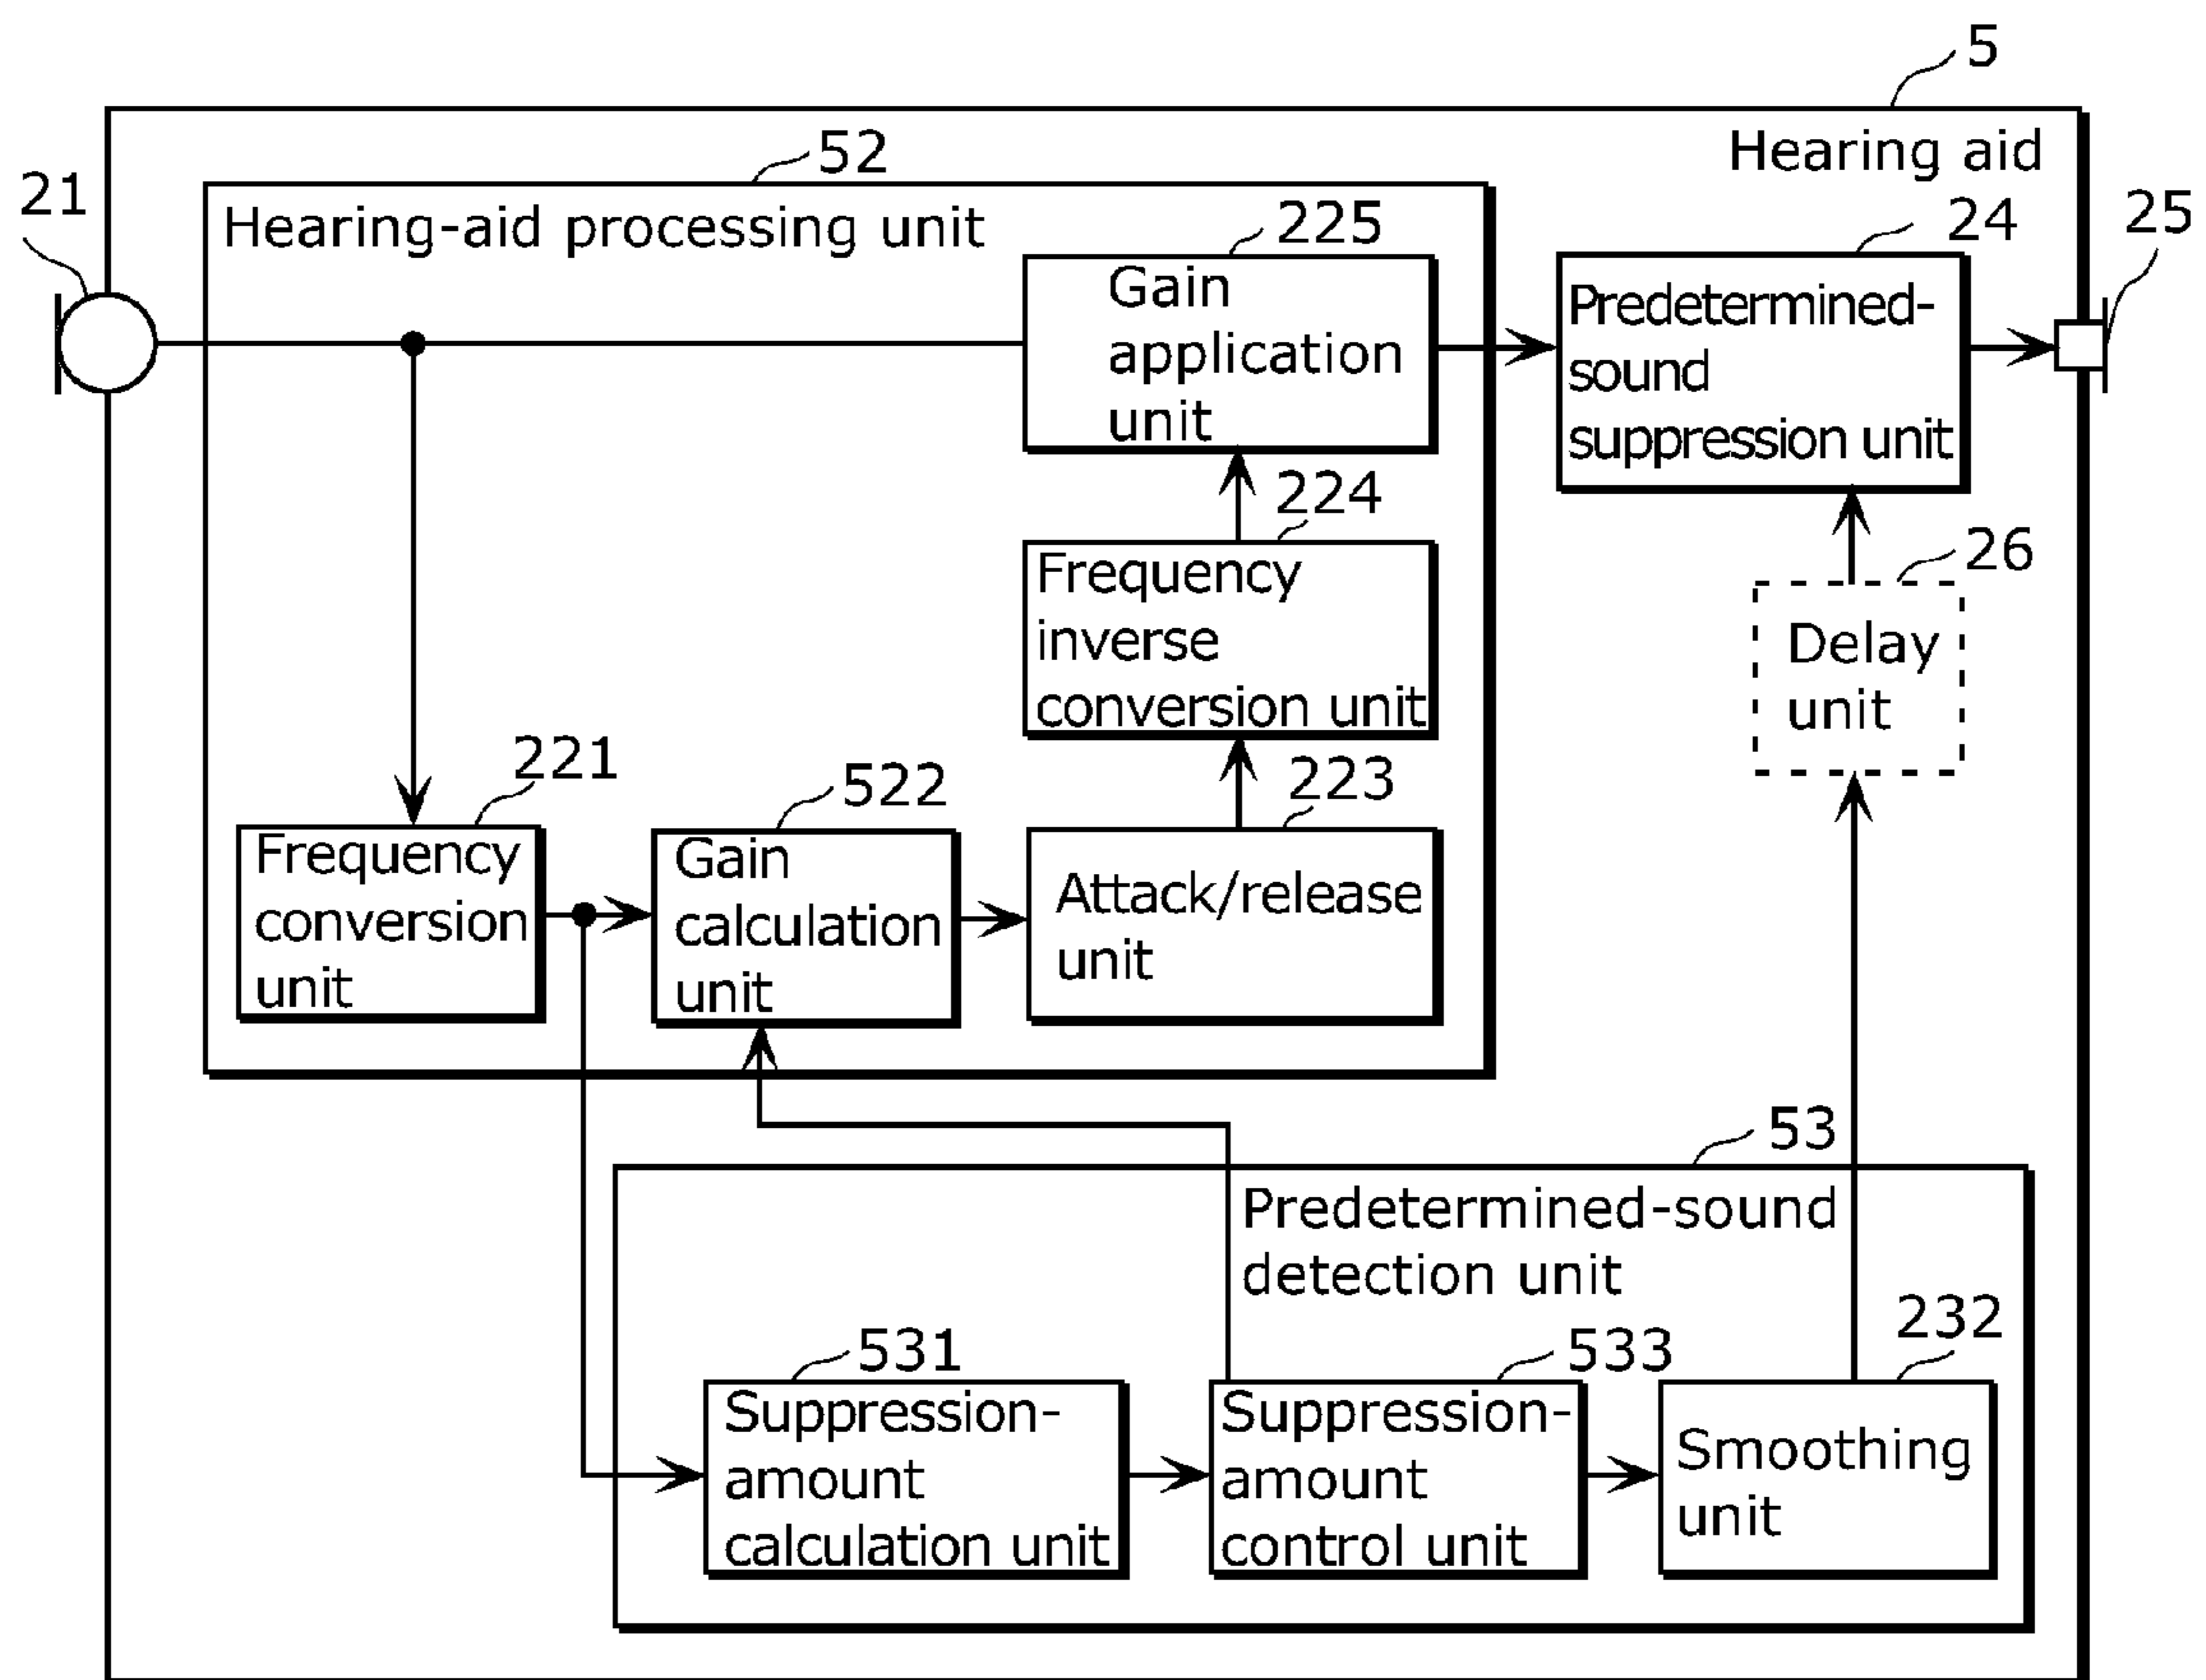 5
Hearing aid
52
21
Hearing-aid processing unit
225
24
25
Gain
application
unit
Predetermined-
sound
suppression unit
224
26
Frequency
inverse
conversion unit
Delay
unit
221
522
223
Frequency
conversion
unit
Gain
calculation
unit
Attack/release
unit
53
Predetermined-sound
detection unit
531
533
232
Suppression-
amount
calculation unit
Suppression-
amount
control unit
Smoothing
unit